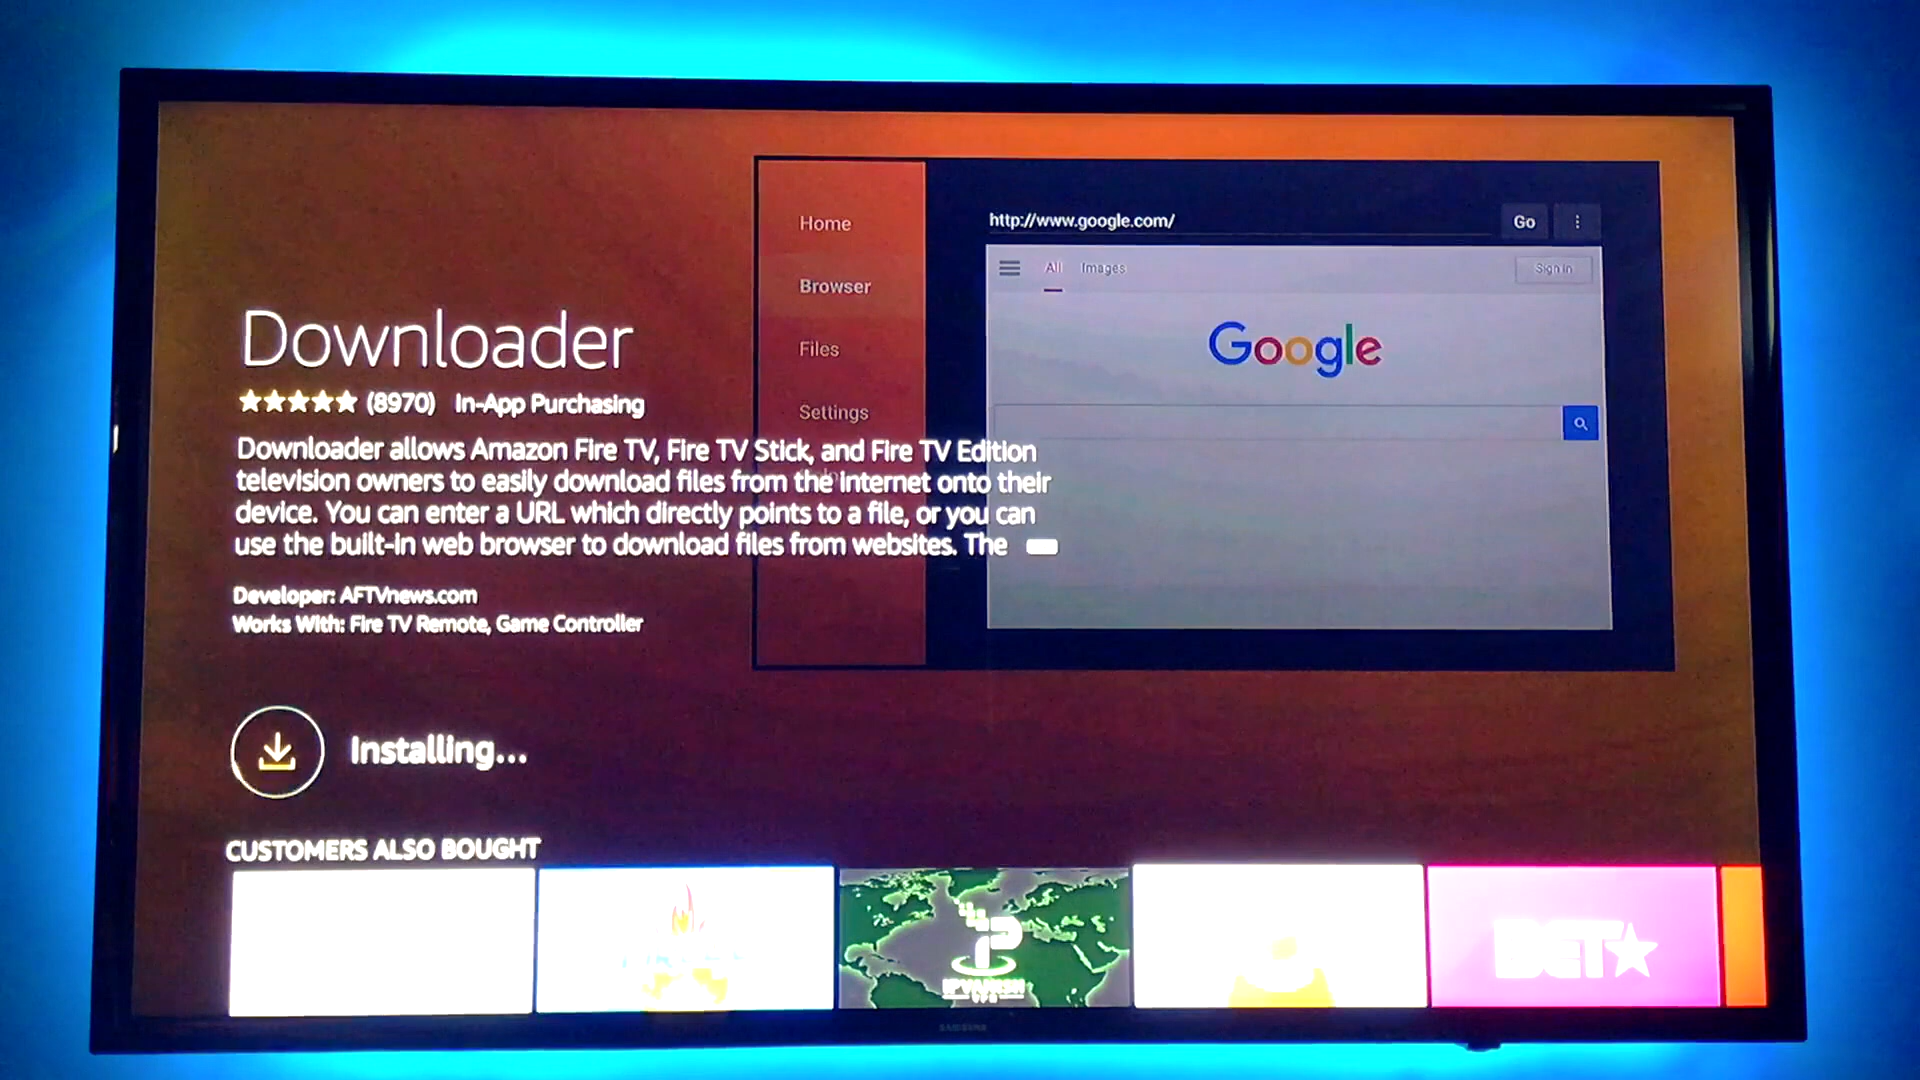 Home
http://www.google.com/
Go
Browser
All
Images
Sign in
Google
Files
Settings
Downloader
(8970) In-App Purchasing
Downloader allows Amazon Fire TV, Fire TV Stick, and Fire TV Edition
television owners to easily download files from the internet onto their
device. You can enter a URL which directly points to a file, or you can
use the built-in web browser to download files from websites. The
Developer: AFTVnews.com
Works With: Fire TV Remote, Game Controller
Installing...
CUSTOMERS ALSO BOUGHT
IPVANISH
VPN
BET
SAMSUNG